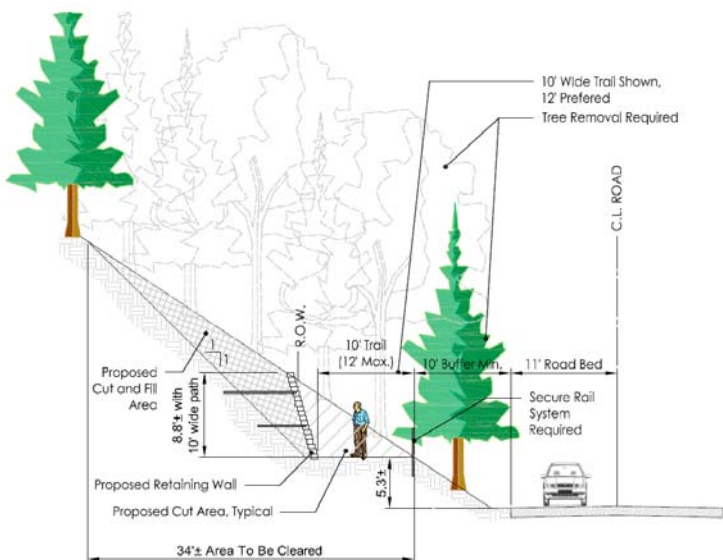 10' Wide Trail Shown,
12' Prefered
Tree Removal Required
C.L. ROAD
R.O.W.
10' Trail
(12' Max.)
10' Buffer Min.
11' Road Bed
1
1
Proposed
Cut and Fill
Area
8.8'± with
10' wide path
Secure Rail
System
Required
Proposed Retaining Wall
5.3'±
Proposed Cut Area, Typical
34'± Area To Be Cleared